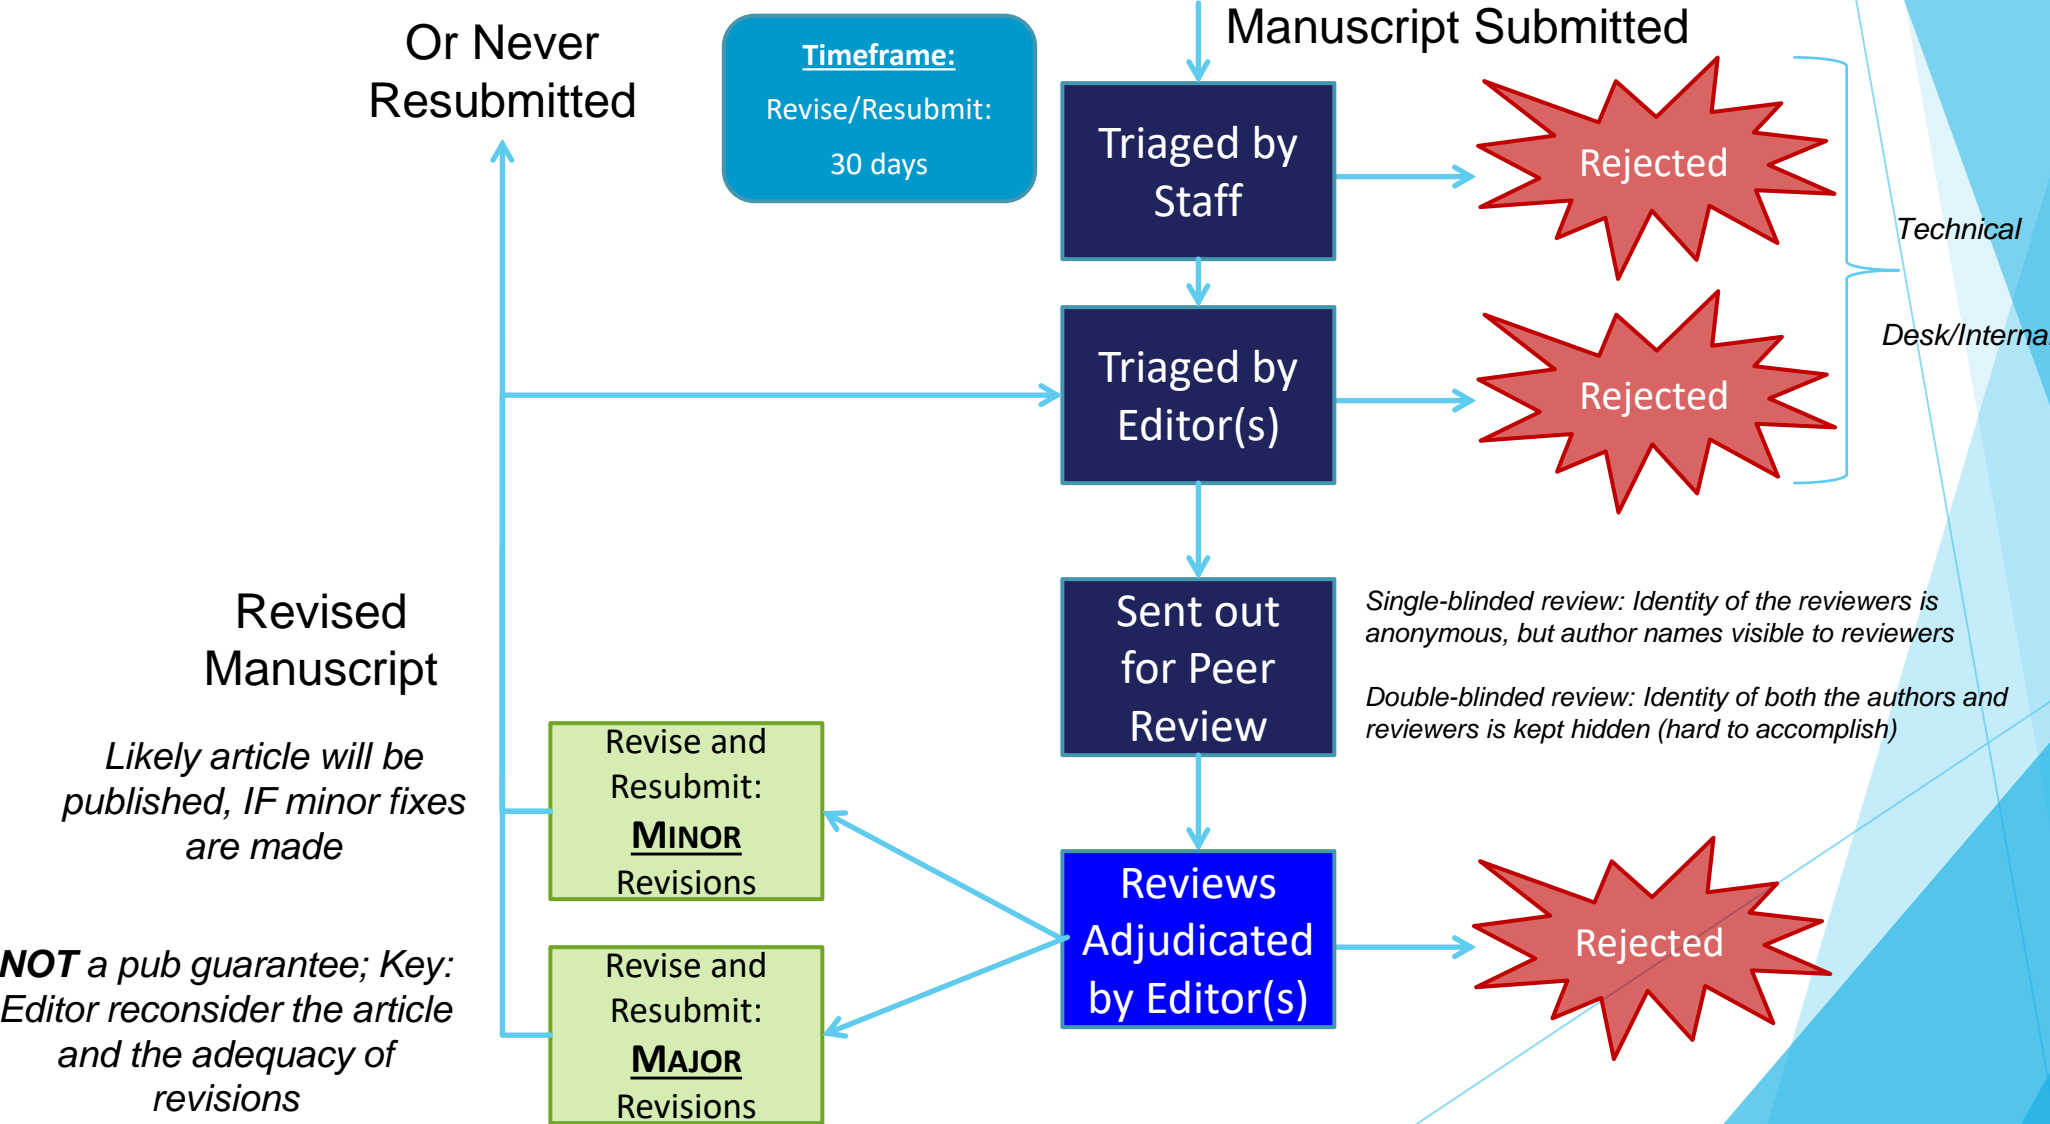 Or Never
Resubmitted
Timeframe:
Revise/Resubmit:
30 days
Manuscript Submitted
Triaged by
Staff
Rejected
Technical
Desk/Interna
Triaged by
Editor(s)
Rejected
Sent out
for Peer
Review
Single-blinded review: Identity of the reviewers is
anonymous, but author names visible to reviewers
Double-blinded review: Identity of both the authors and
reviewers is kept hidden (hard to accomplish)
Revised
Manuscript
Likely article will be
published, IF minor fixes
are made
Revise and
Resubmit:
MINOR
Revisions
Reviews
Adjudicated
by Editor(s)
Rejected
NOT a pub guarantee; Key:
Editor reconsider the article
and the adequacy of
revisions
Revise and
Resubmit:
MAJOR
Revisions